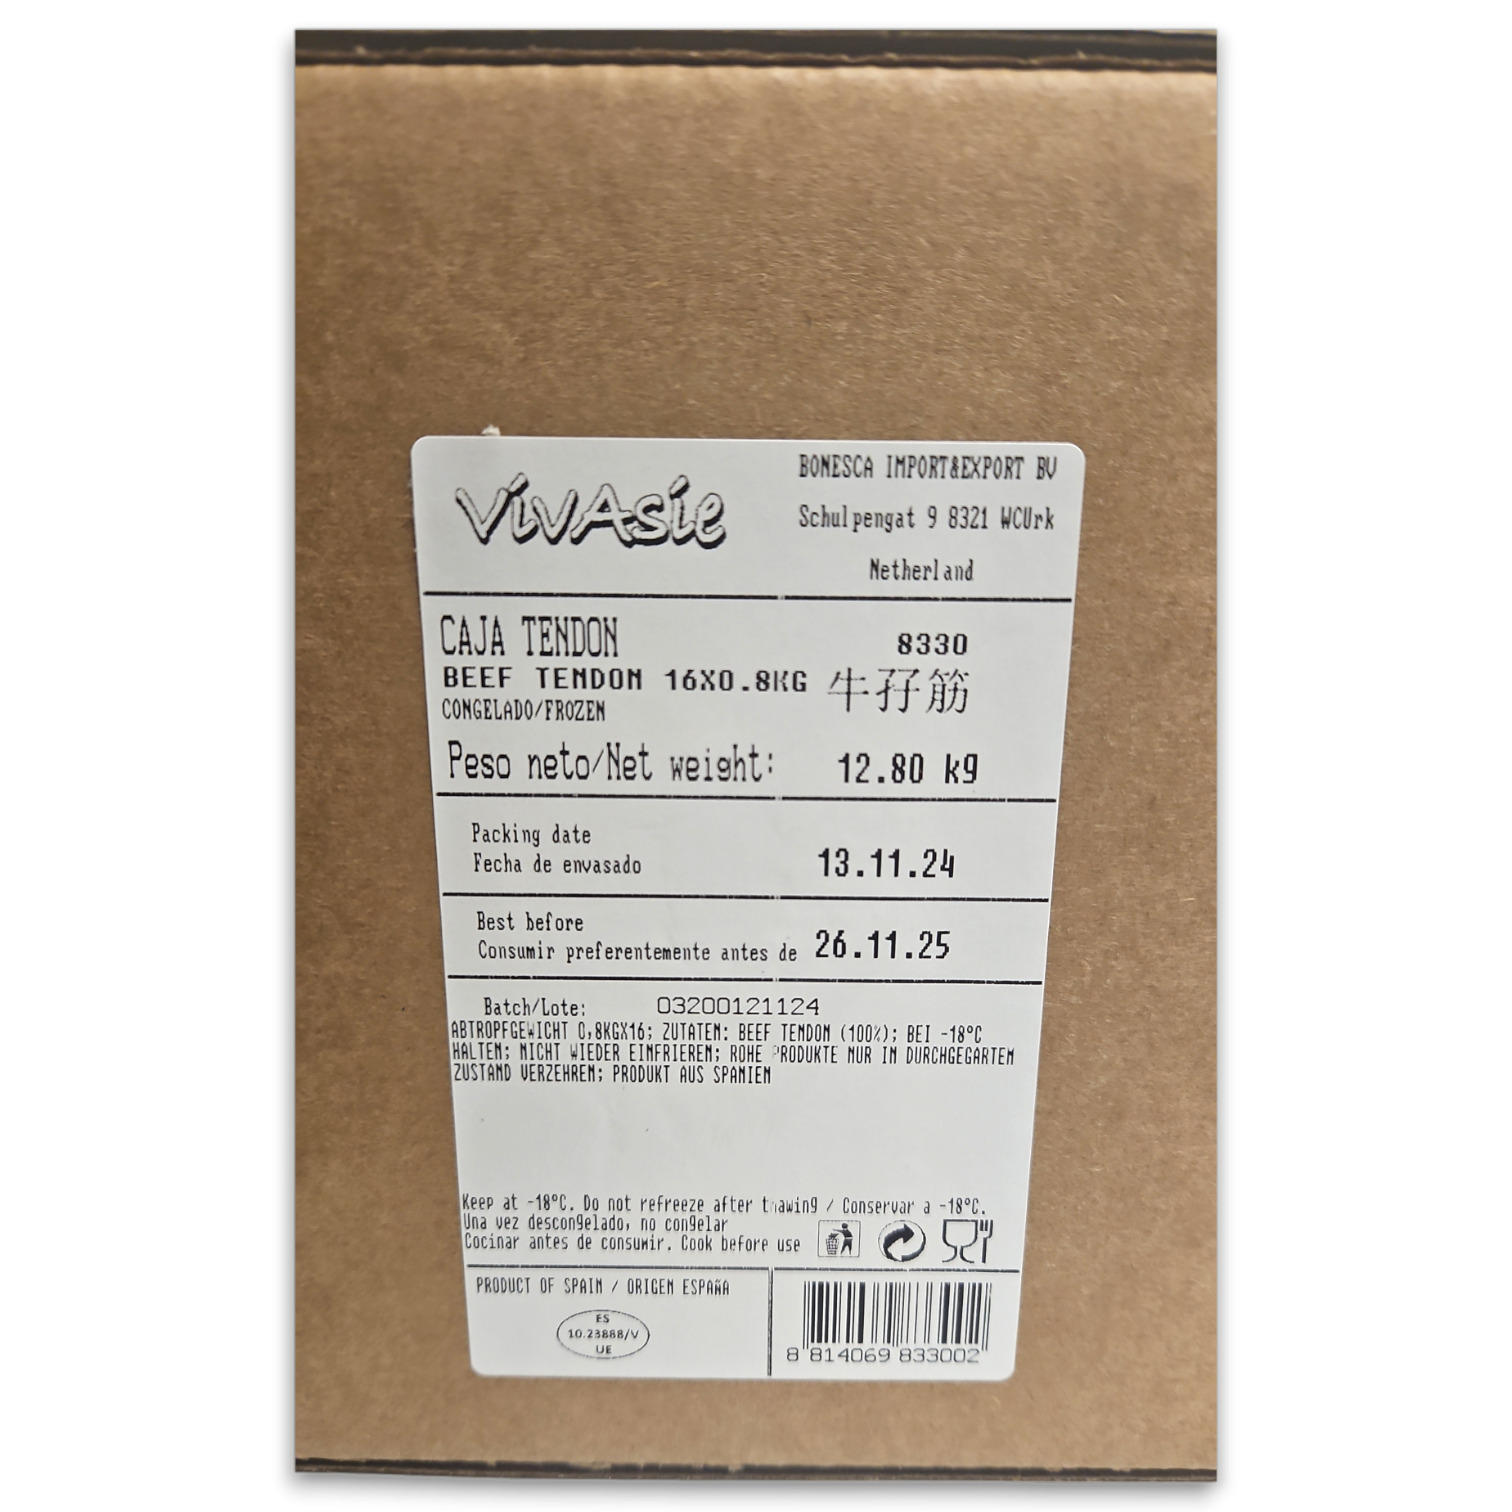 VivAsie
BONESCA IMPORT&EXPORT BV
Schulpengat 9 8321 WCUrk
Netherland
CAJA TENDON
8330
BEEF TENDON 16X0.8KG 牛孖筋
CONGELADO/FROZEN
Peso neto/Net weight: 12.80 kg
Packing date
Fecha de envasado
13.11.24
Best before
Consumir preferentemente antes de
26.11.25
Batch/Lote: 03200121124
ABTROPFGEWICHT 0,8KGX16; ZUTATEN: BEEF TENDON (100%); BEI -18ºC
HALTEN; NICHT WIEDER EINFRIEREN; ROHE PRODUKTE NUR IN DURCHGEGARTEM
ZUSTAND VERZEHREN; PRODUKT AUS SPANIEN
Keep at -18ºC. Do not refreeze after thawing / Conservar a -18ºC.
Una vez descongelado, no congelar
Cocinar antes de consumir. Cook before use
PRODUCT OF SPAIN / ORIGEN ESPAÑA
ES
10.23888/V
UE
8 814069 833002